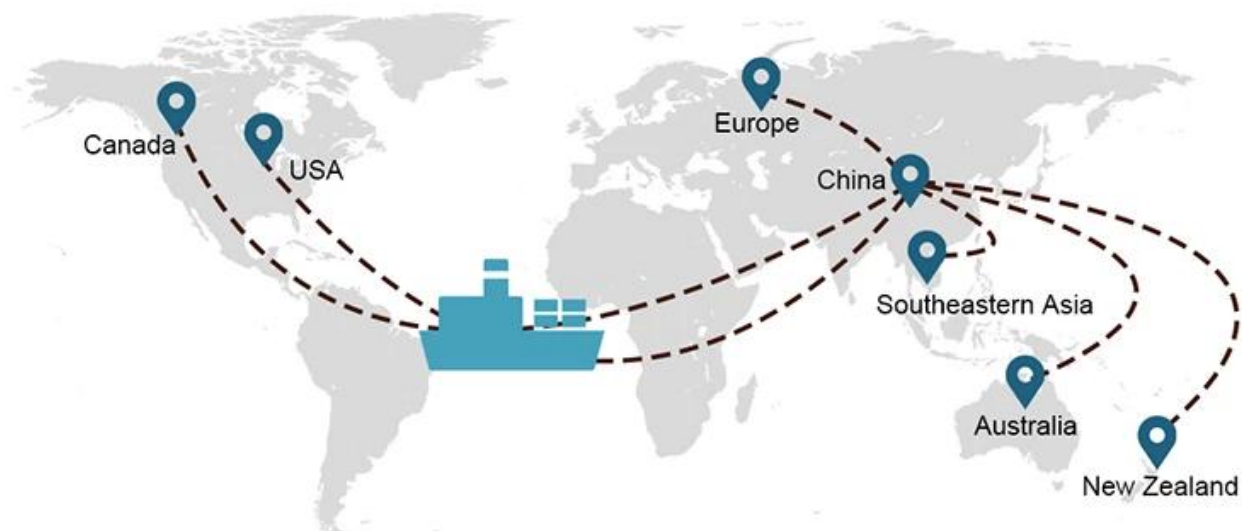 Canada
USA
Europe
China
Southeastern Asia
Australia
New Zealand